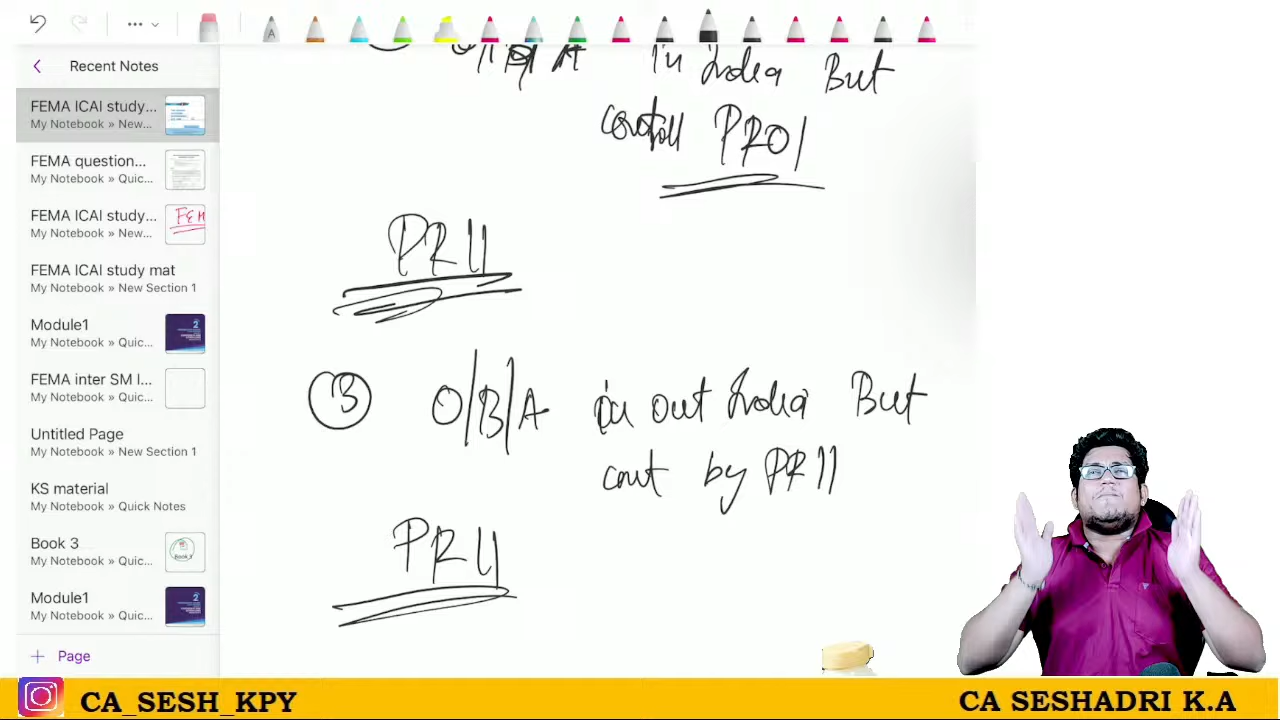 Recent Notes
FEMA ICAI study...
My Notebook » New...
FEMA question...
My Notebook » Quic...
FEMA ICAI study...
My Notebook » New...
FEMA ICAI study mat
My Notebook » New Section 1
Module1
My Notebook » Quic...
FEMA inter SM l...
My Notebook » Quic...
Untitled Page
My Notebook » New Section 1
KS material
My Notebook » Quick Notes
Book 3
My Notebook » Quic...
Module1
My Notebook » Quic...
+ Page
O/B/A in India But
control PROI
PRII
3 O/B/A in out India But
cont by PRII
PRII
CA_SESH_KPY
CA SESHADRI K.A